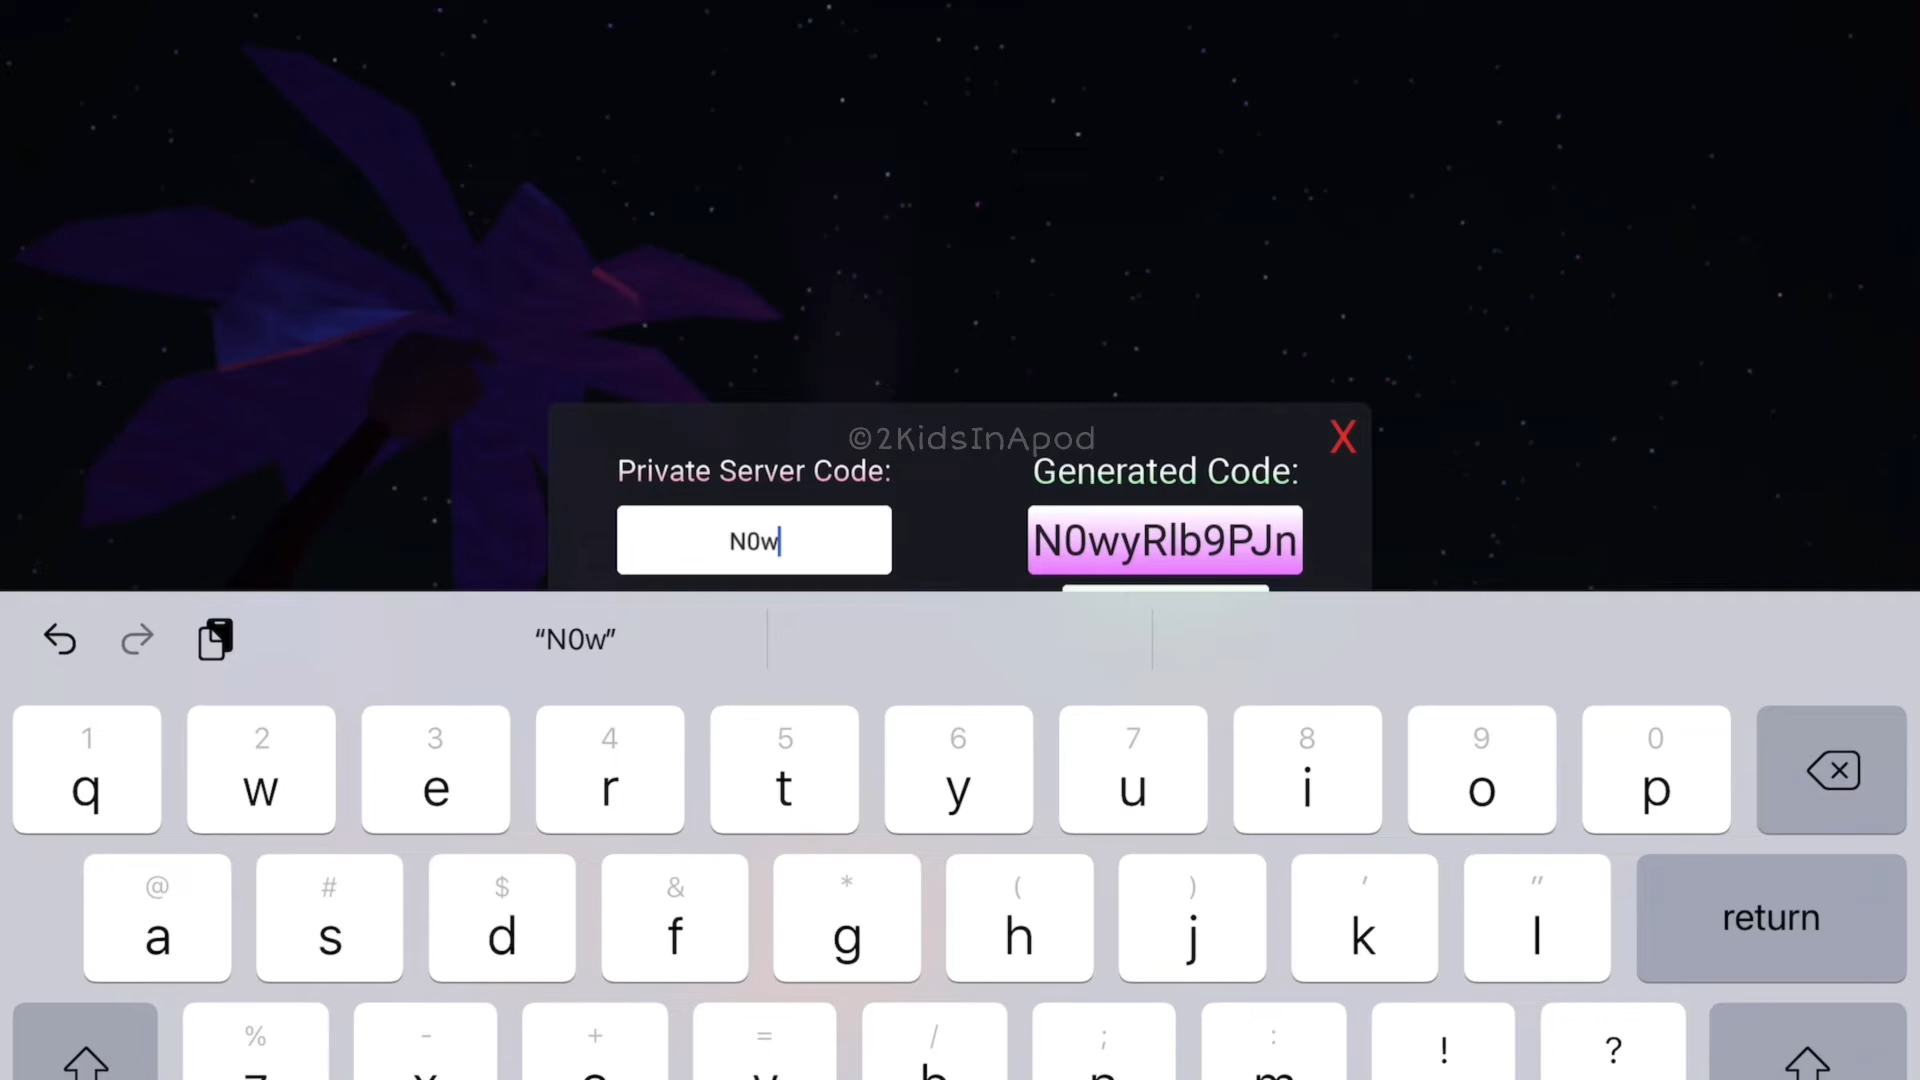 ©2KidsInApod
X
Private Server Code:
Generated Code:
N0w
N0wyRlb9PJn
“N0w”
1 2 3 4 5 6 7 8 9 0
q w e r t y u i o p
@ # $ & * ( ) ' "
a s d f g h j k l
return
% - + = / ; : ! ?
z x c v b n m